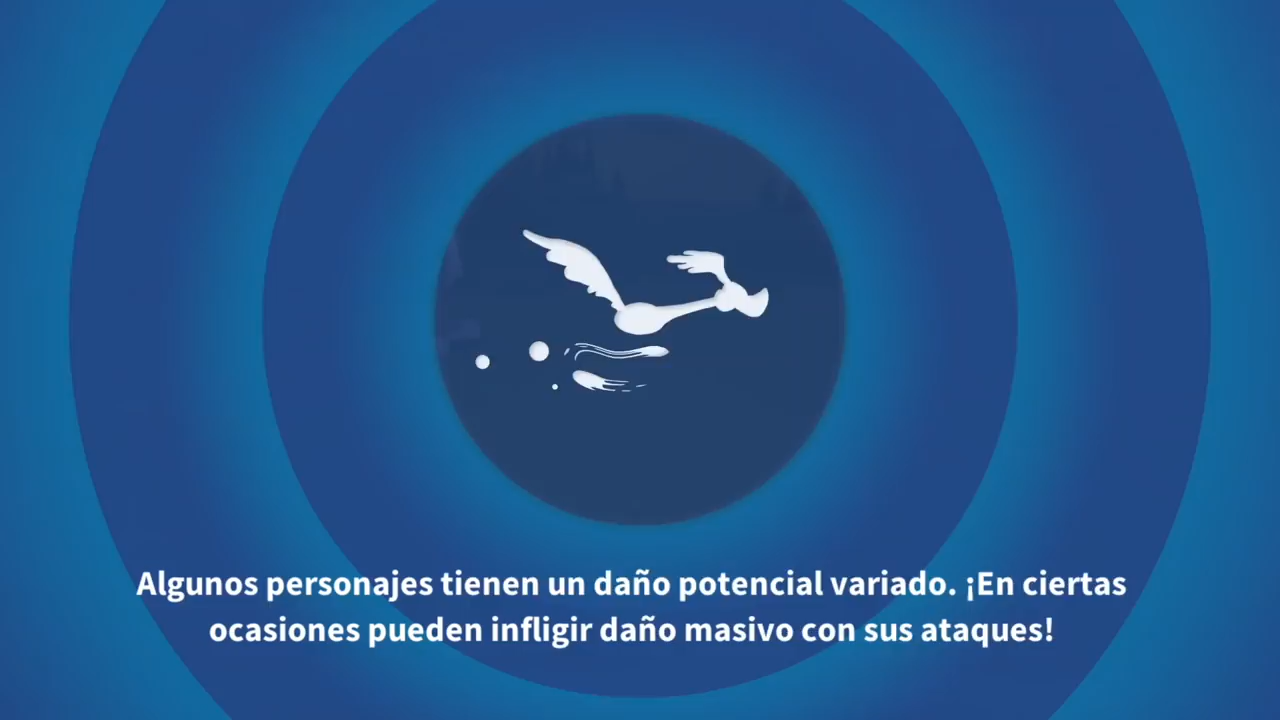 Algunos personajes tienen un daño potencial variado. ¡En ciertas
ocasiones pueden infligir daño masivo con sus ataques!